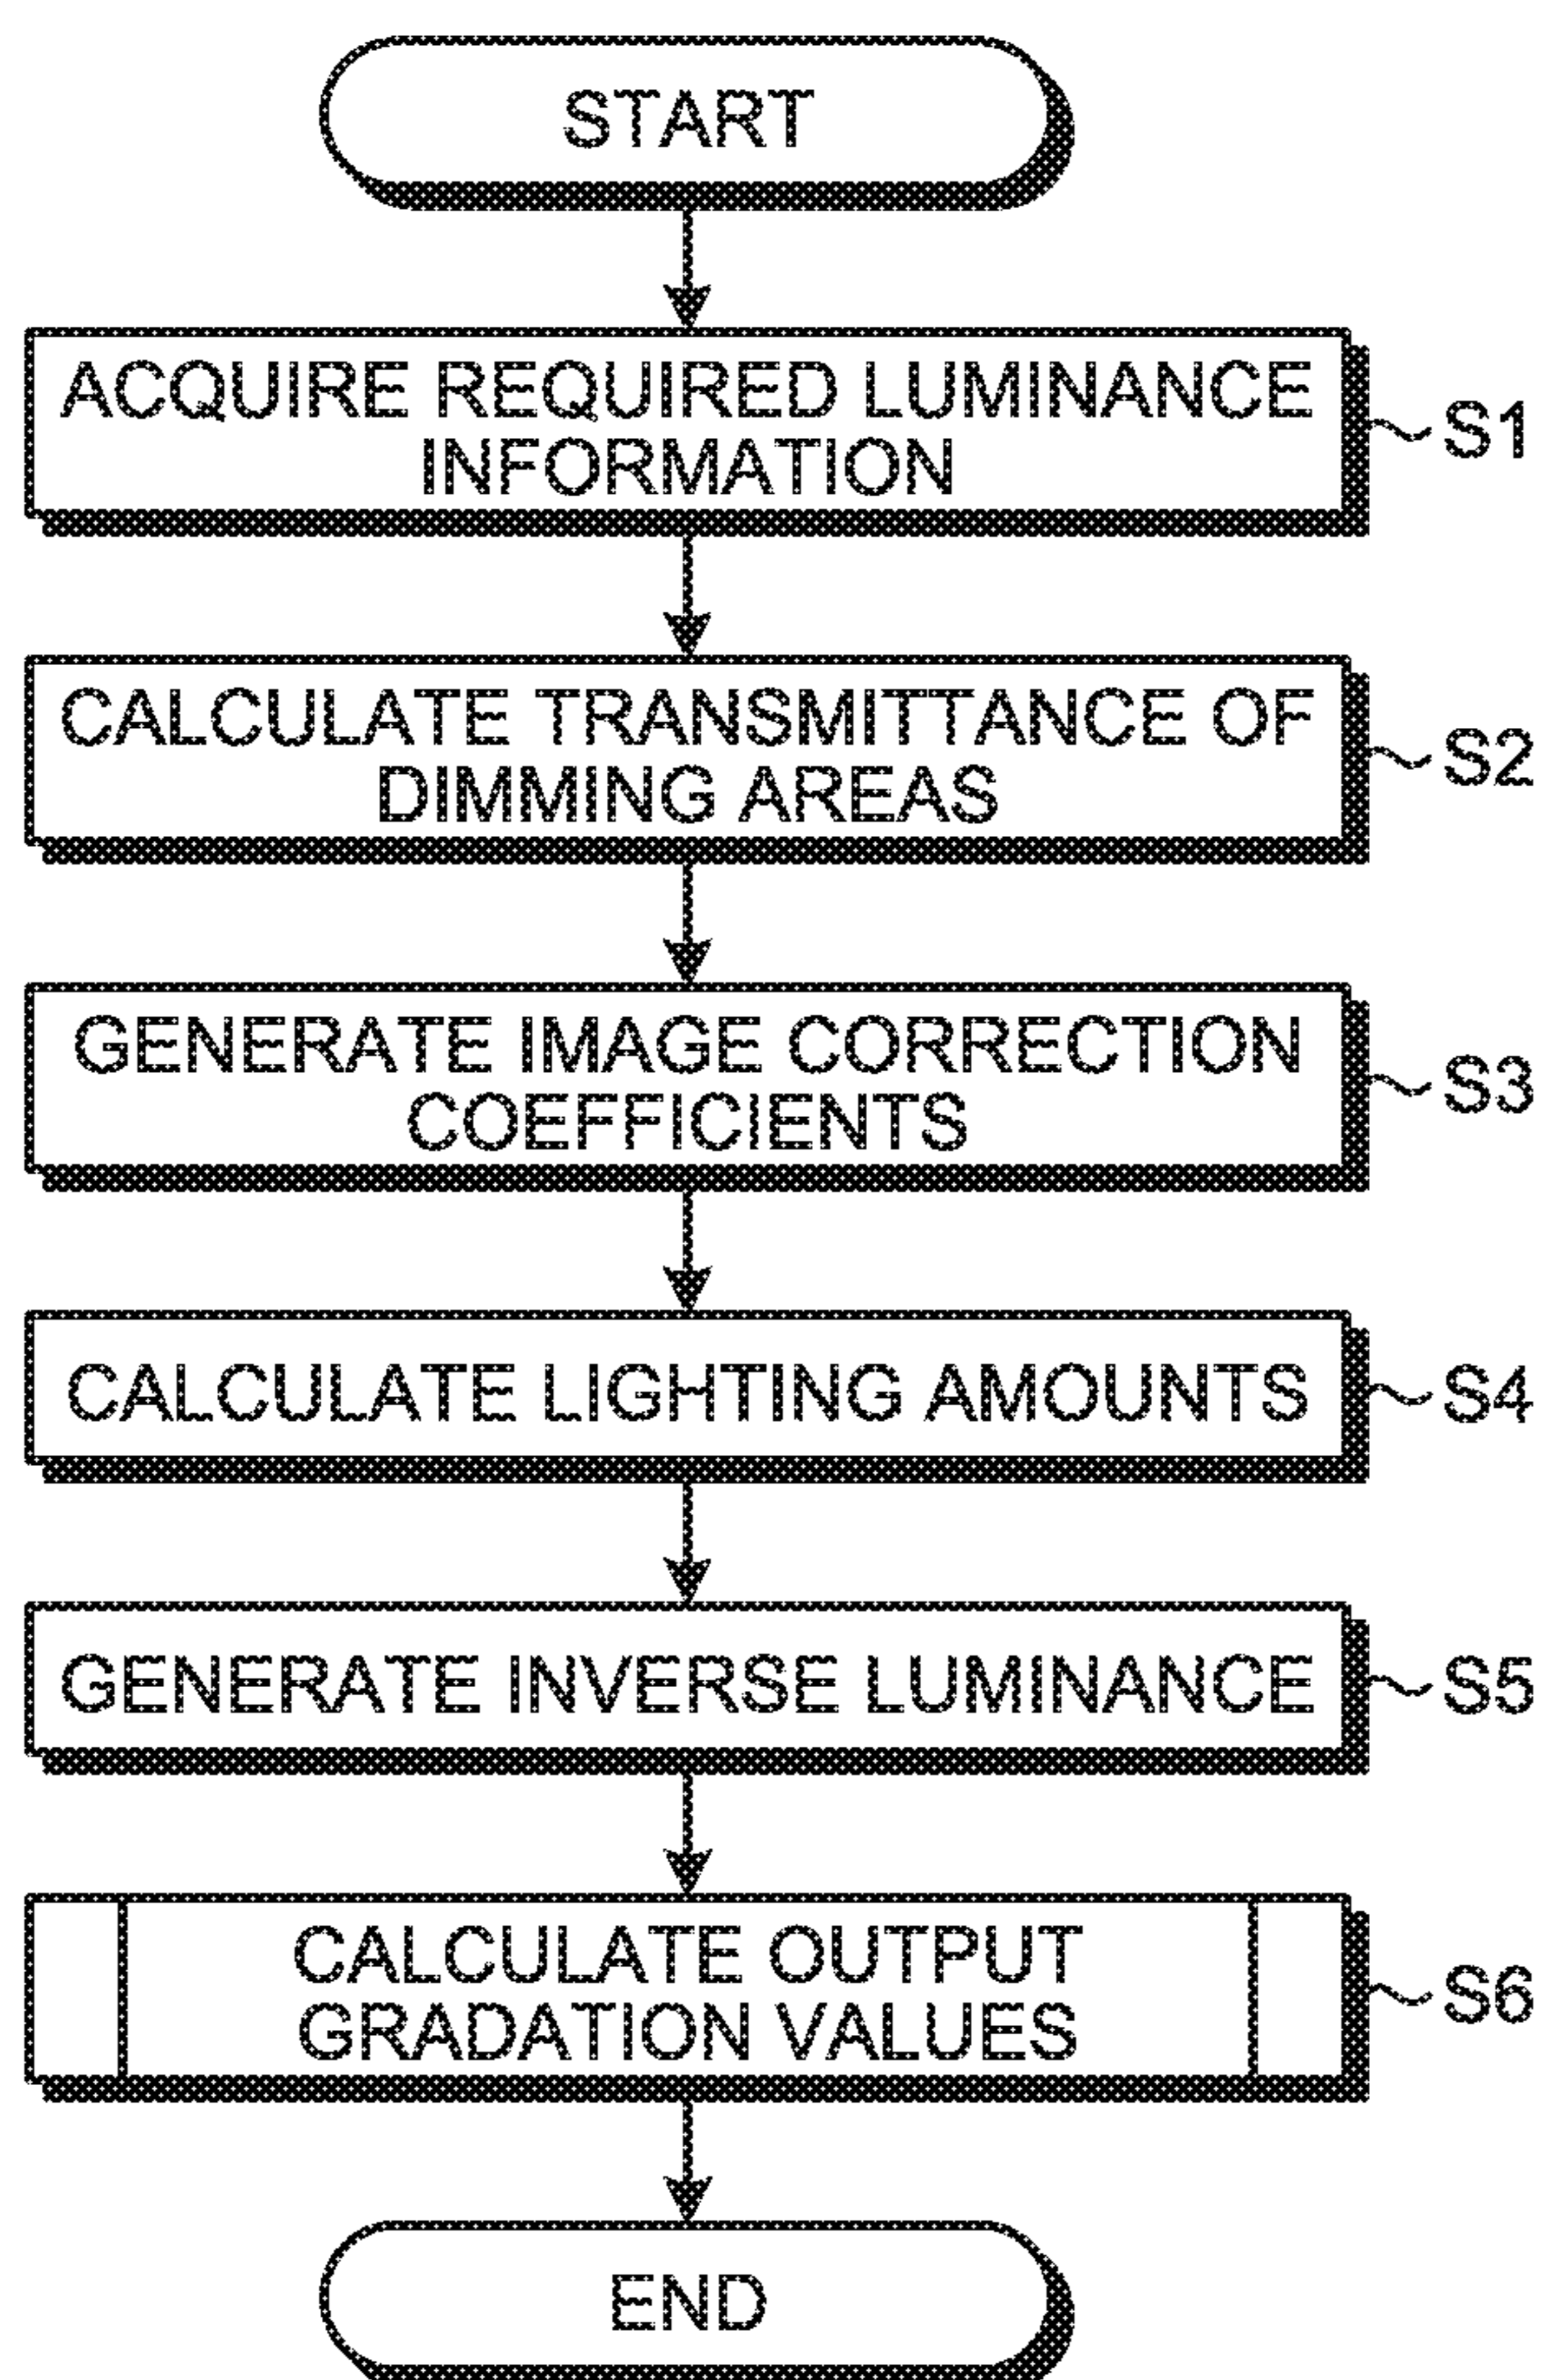 START
ACQUIRE REQUIRED LUMINANCE
INFORMATION
S1
CALCULATE TRANSMITTANCE OF
DIMMING AREAS
S2
GENERATE IMAGE CORRECTION
COEFFICIENTS
S3
CALCULATE LIGHTING AMOUNTS
S4
GENERATE INVERSE LUMINANCE
S5
CALCULATE OUTPUT
GRADATION VALUES
S6
END